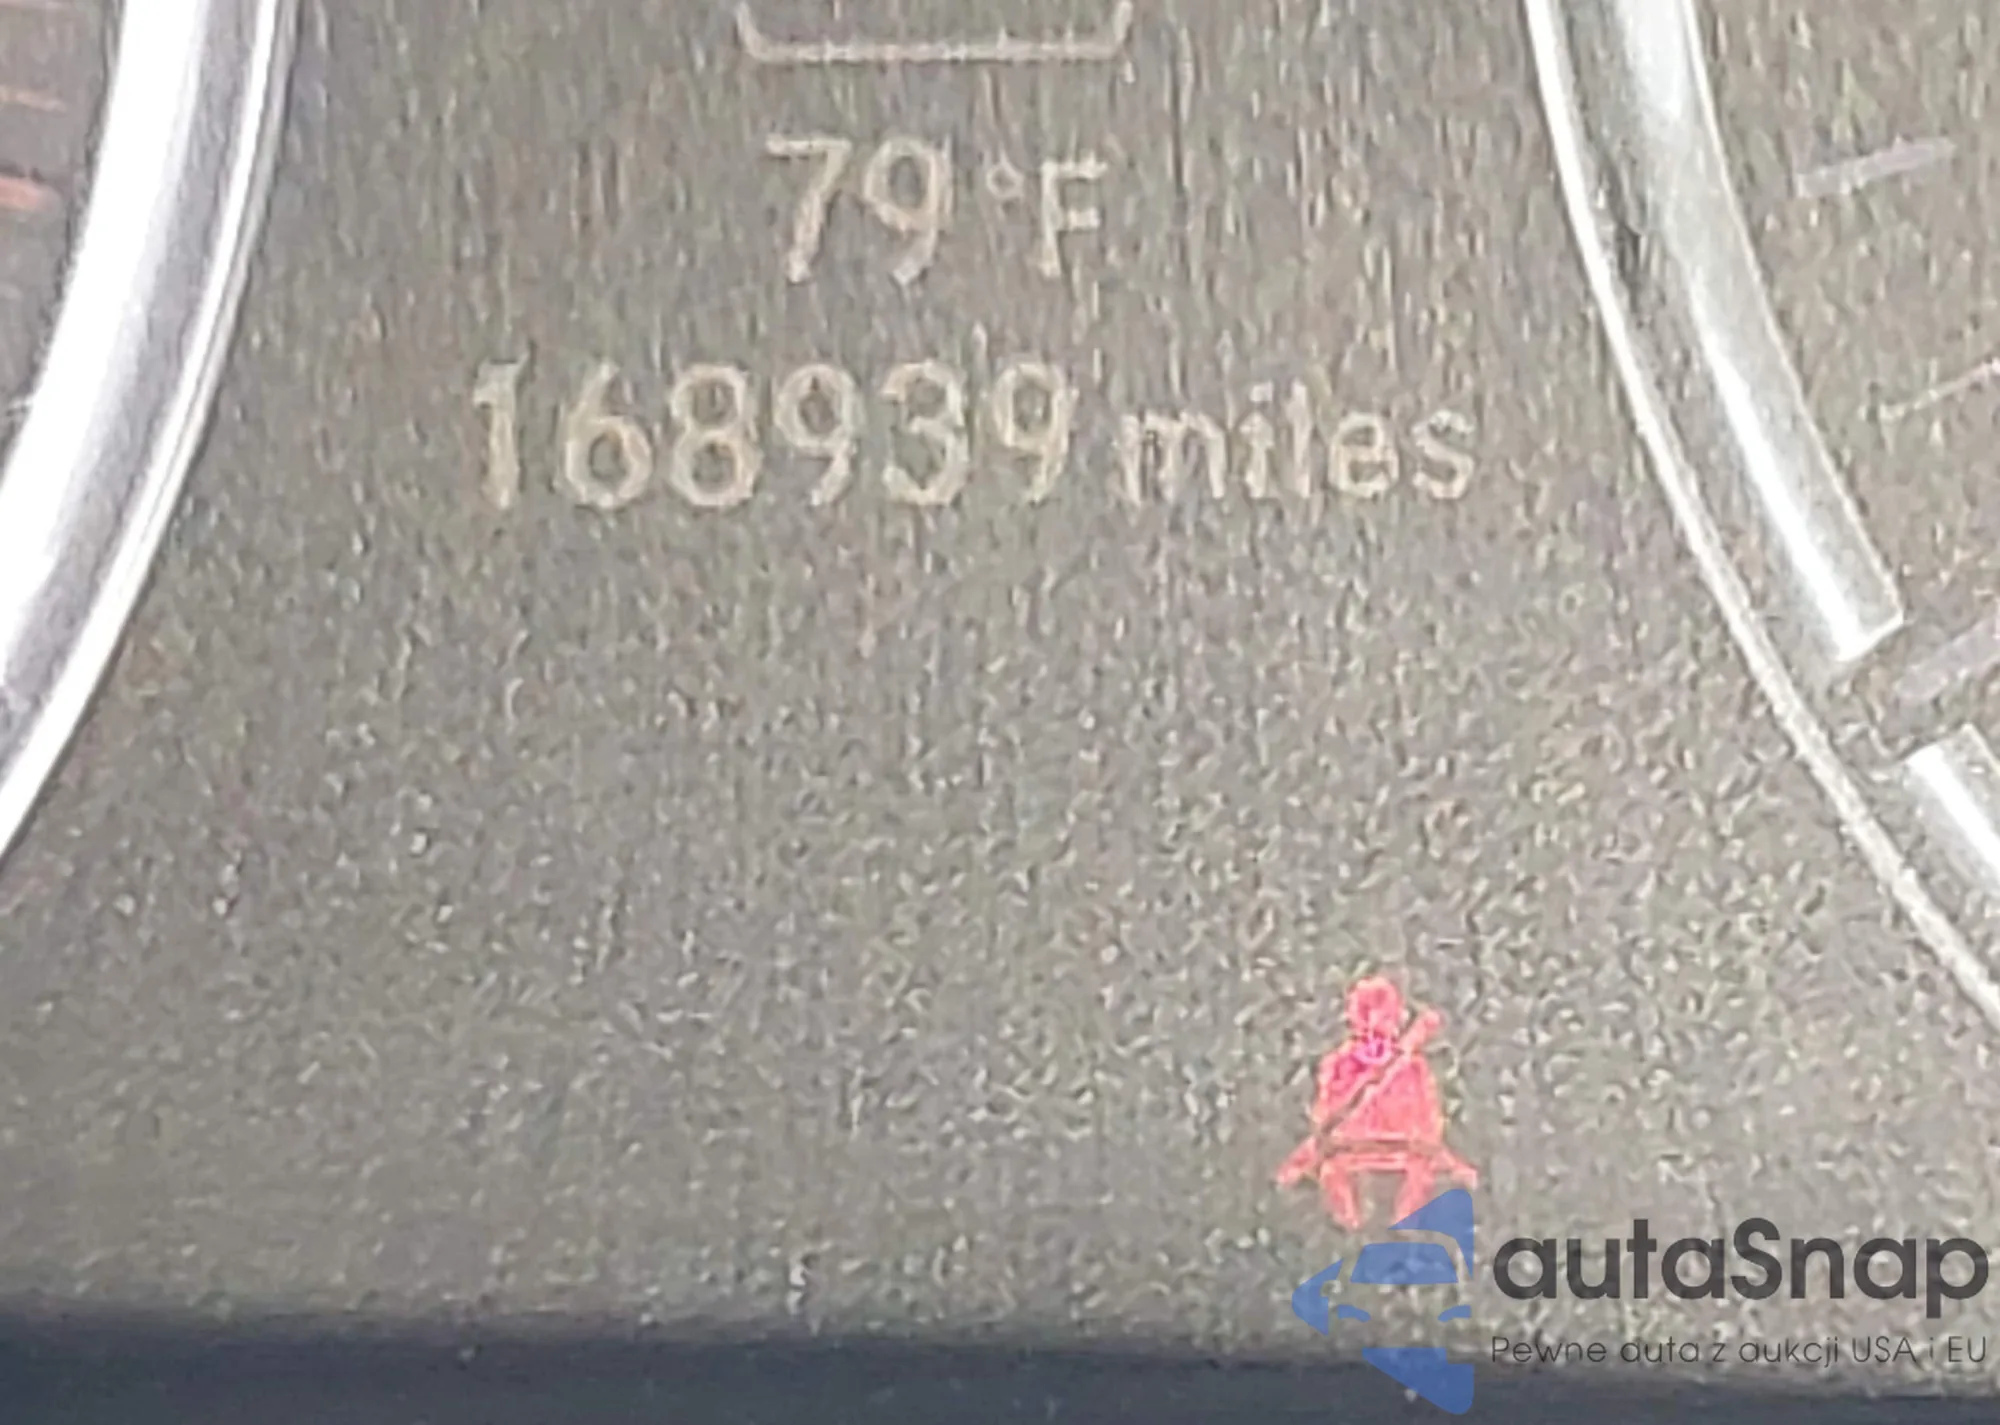 79 °F
168939 miles
autaSnap
Pewne auta z aukcji USA i EU